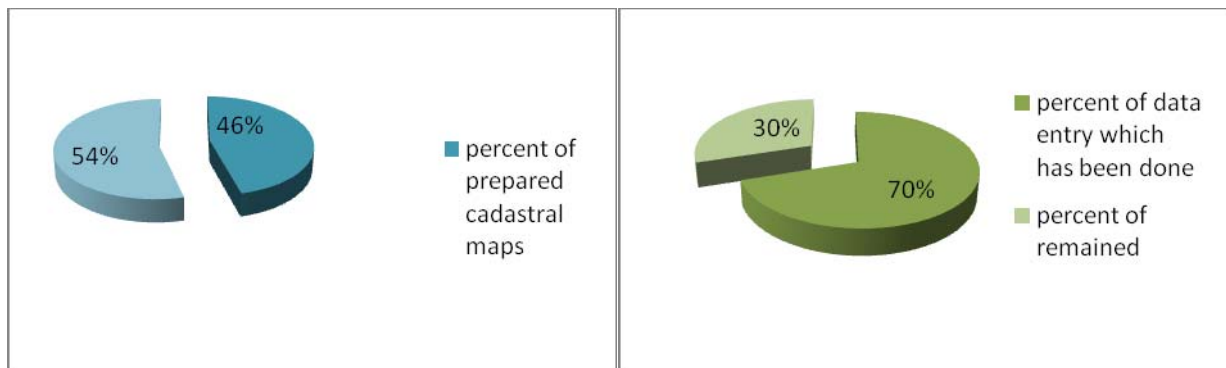 46%
54%
percent of
prepared
cadastral
maps
30%
70%
percent of data
entry which
has been done
percent of
remained